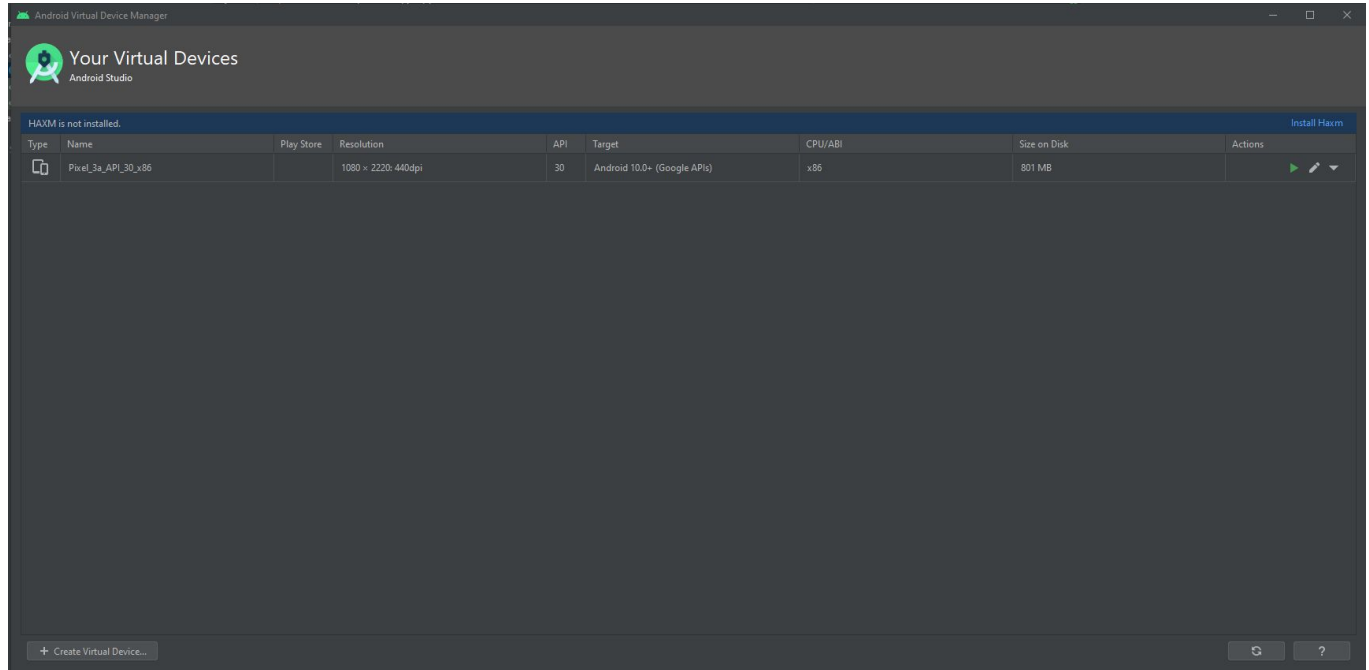 Android Virtual Device Manager
Your Virtual Devices
Android Studio
HAXM is not installed. Install Haxm
Type Name Play Store Resolution API Target CPU/ABI Size on Disk Actions
Pixel_3a_API_30_x86 1080 × 2220: 440dpi 30 Android 10.0+ (Google APIs) x86 801 MB
+ Create Virtual Device... ?